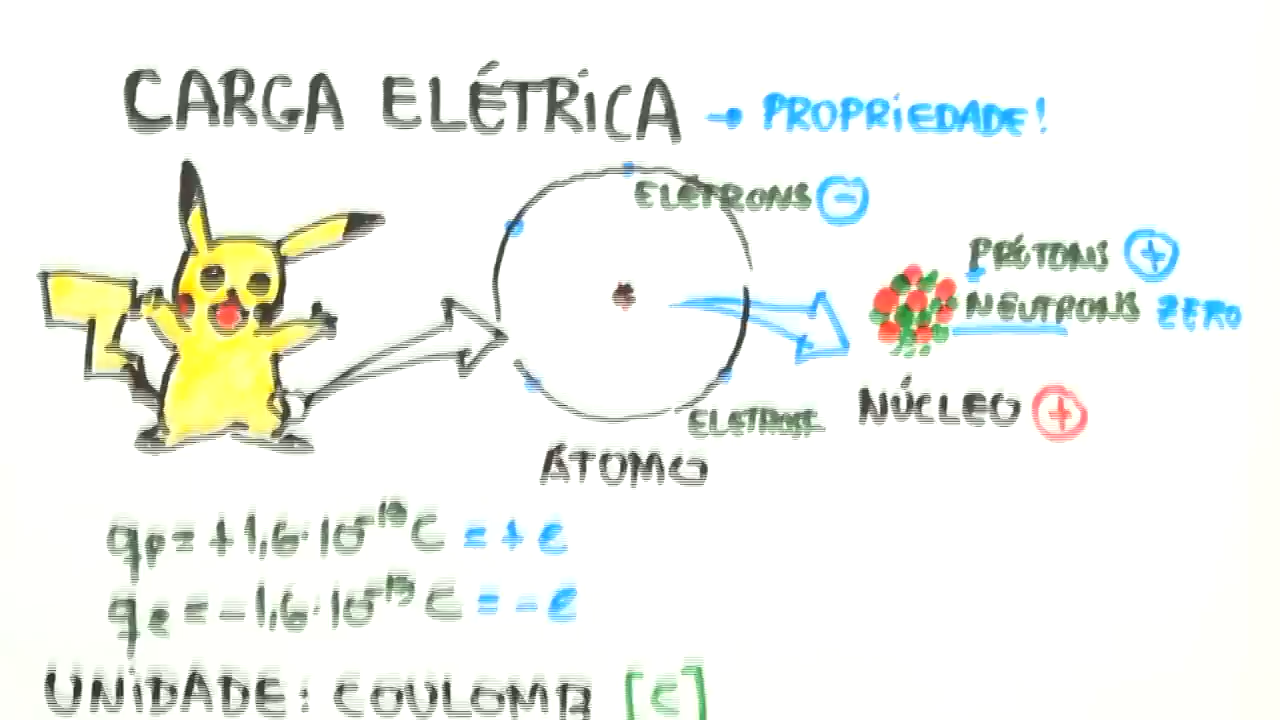 CARGA ELÉTRICA → PROPRIEDADE!
ELÉTRONS −
PRÓTONS +
NEUTRONS ZERO
NÚCLEO +
ÁTOMO
qp = +1,6·10⁻¹⁹ C = + e
qe = −1,6·10⁻¹⁹ C = − e
UNIDADE: COULOMB [C]